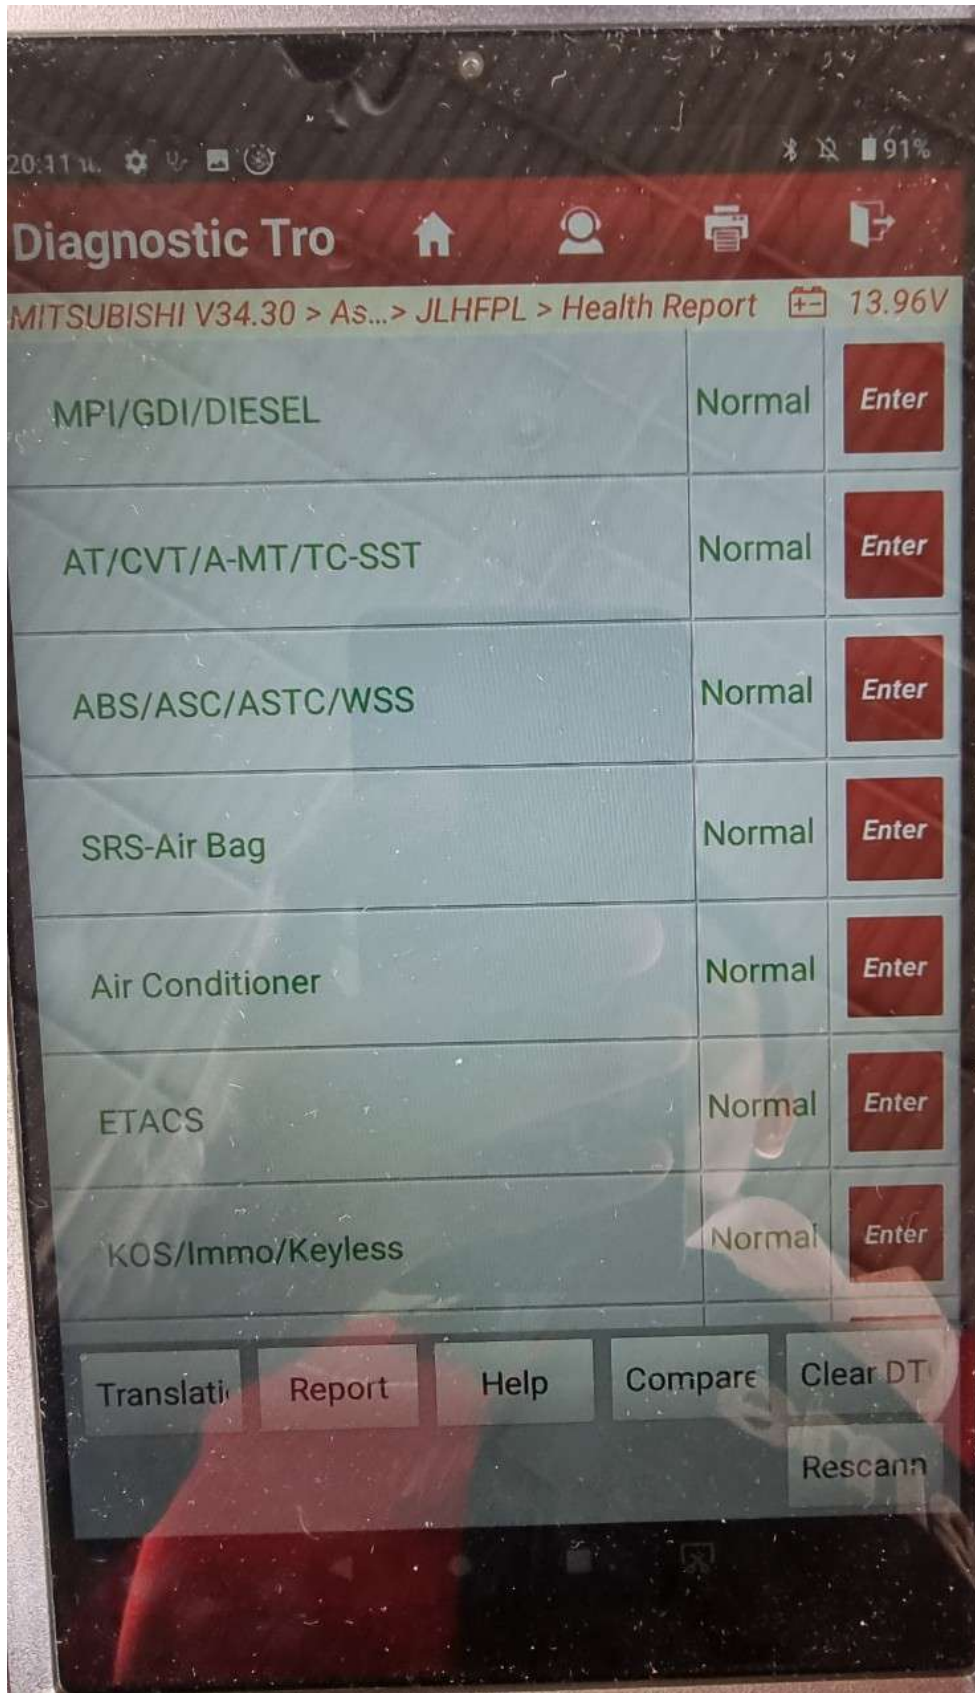 20:11 น. 91%
Diagnostic Tro
MITSUBISHI V34.30 > As...> JLHFPL > Health Report 13.96V
MPI/GDI/DIESEL Normal Enter
AT/CVT/A-MT/TC-SST Normal Enter
ABS/ASC/ASTC/WSS Normal Enter
SRS-Air Bag Normal Enter
Air Conditioner Normal Enter
ETACS Normal Enter
KOS/Immo/Keyless Normal Enter
Translati Report Help Compare Clear DT
Rescann